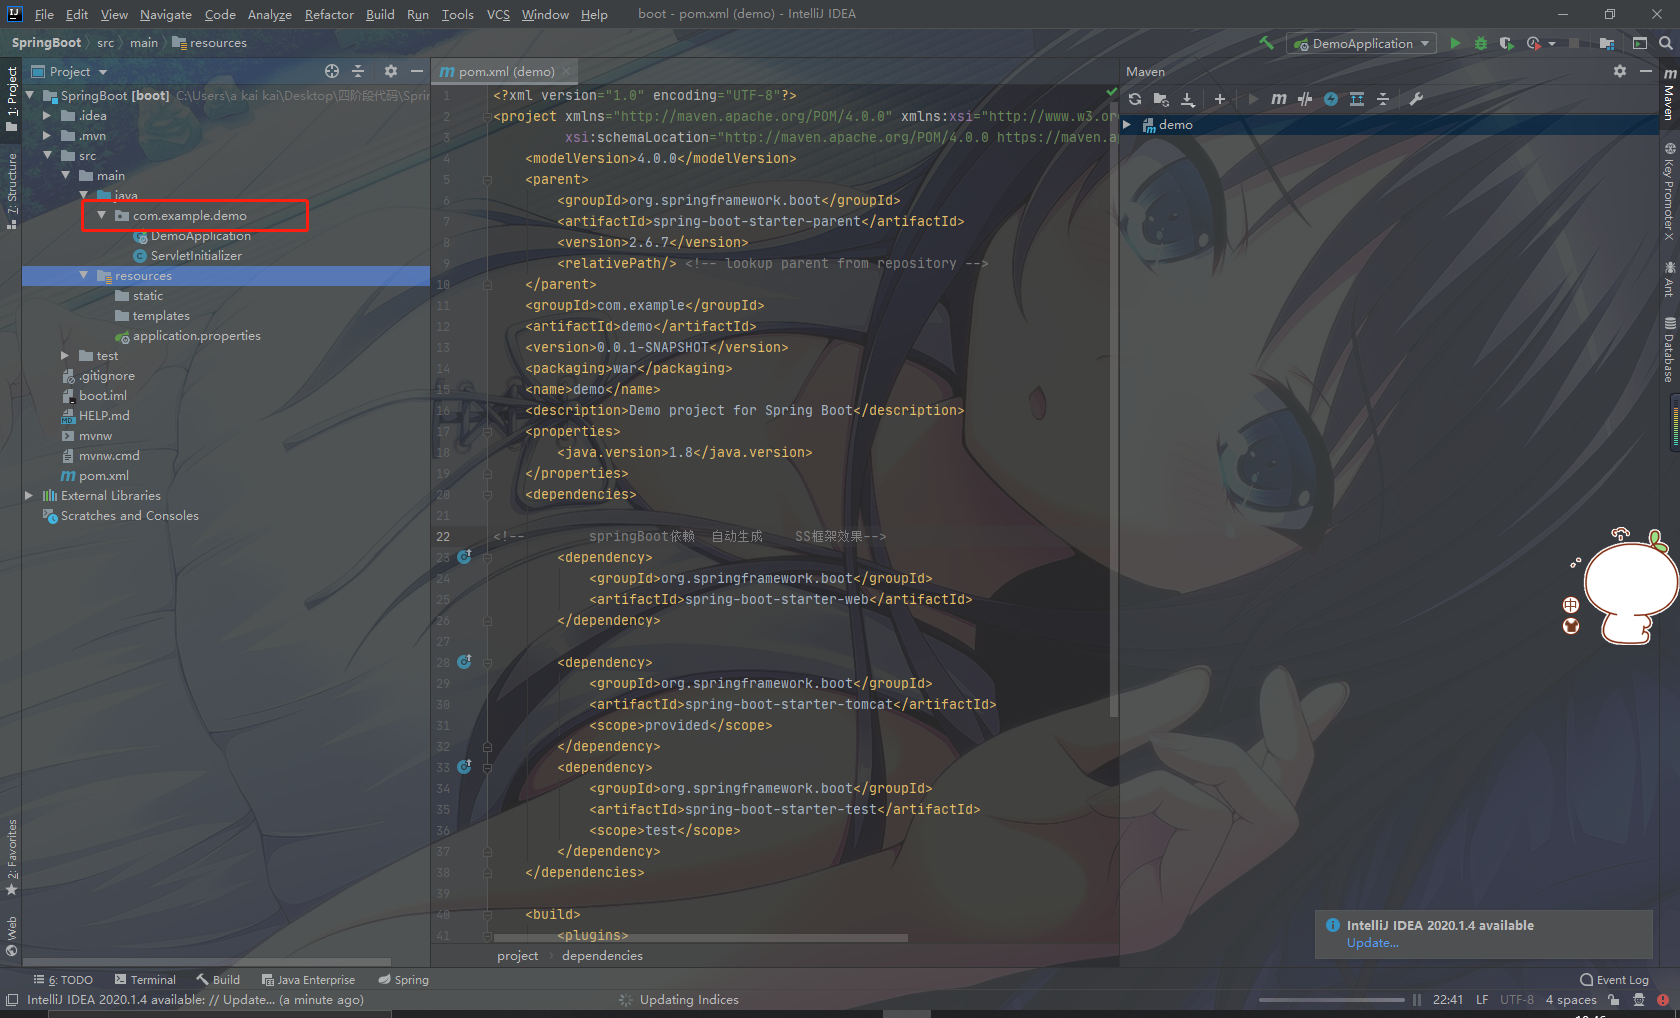 File Edit View Navigate Code Analyze Refactor Build Run Tools VCS Window Help boot - pom.xml (demo) - IntelliJ IDEA
SpringBoot src main resources DemoApplication
Project pom.xml (demo) Maven
SpringBoot [boot] C:\Users\a kai kai\Desktop\四阶段代码\Sprin
.idea
.mvn
src
main
java
com.example.demo
DemoApplication
ServletInitializer
resources
static
templates
application.properties
test
.gitignore
boot.iml
HELP.md
mvnw
mvnw.cmd
pom.xml
External Libraries
Scratches and Consoles
1: Project
7: Structure
2: Favorites
Web
1 <?xml version="1.0" encoding="UTF-8"?>
2 <project xmlns="http://maven.apache.org/POM/4.0.0" xmlns:xsi="http://www.w3.or
3 xsi:schemaLocation="http://maven.apache.org/POM/4.0.0 https://maven.a
4 <modelVersion>4.0.0</modelVersion>
5 <parent>
6 <groupId>org.springframework.boot</groupId>
7 <artifactId>spring-boot-starter-parent</artifactId>
8 <version>2.6.7</version>
9 <relativePath/> <!-- lookup parent from repository -->
10 </parent>
11 <groupId>com.example</groupId>
12 <artifactId>demo</artifactId>
13 <version>0.0.1-SNAPSHOT</version>
14 <packaging>war</packaging>
15 <name>demo</name>
16 <description>Demo project for Spring Boot</description>
17 <properties>
18 <java.version>1.8</java.version>
19 </properties>
20 <dependencies>
21
22 <!-- springBoot依赖 自动生成 SS框架效果-->
23 <dependency>
24 <groupId>org.springframework.boot</groupId>
25 <artifactId>spring-boot-starter-web</artifactId>
26 </dependency>
27
28 <dependency>
29 <groupId>org.springframework.boot</groupId>
30 <artifactId>spring-boot-starter-tomcat</artifactId>
31 <scope>provided</scope>
32 </dependency>
33 <dependency>
34 <groupId>org.springframework.boot</groupId>
35 <artifactId>spring-boot-starter-test</artifactId>
36 <scope>test</scope>
37 </dependency>
38 </dependencies>
39
40 <build>
41 <plugins>
project dependencies
demo
Maven
Key Promoter X
Ant
Database
中
IntelliJ IDEA 2020.1.4 available
Update...
6: TODO Terminal Build Java Enterprise Spring Event Log
IntelliJ IDEA 2020.1.4 available: // Update... (a minute ago) Updating Indices 22:41 LF UTF-8 4 spaces